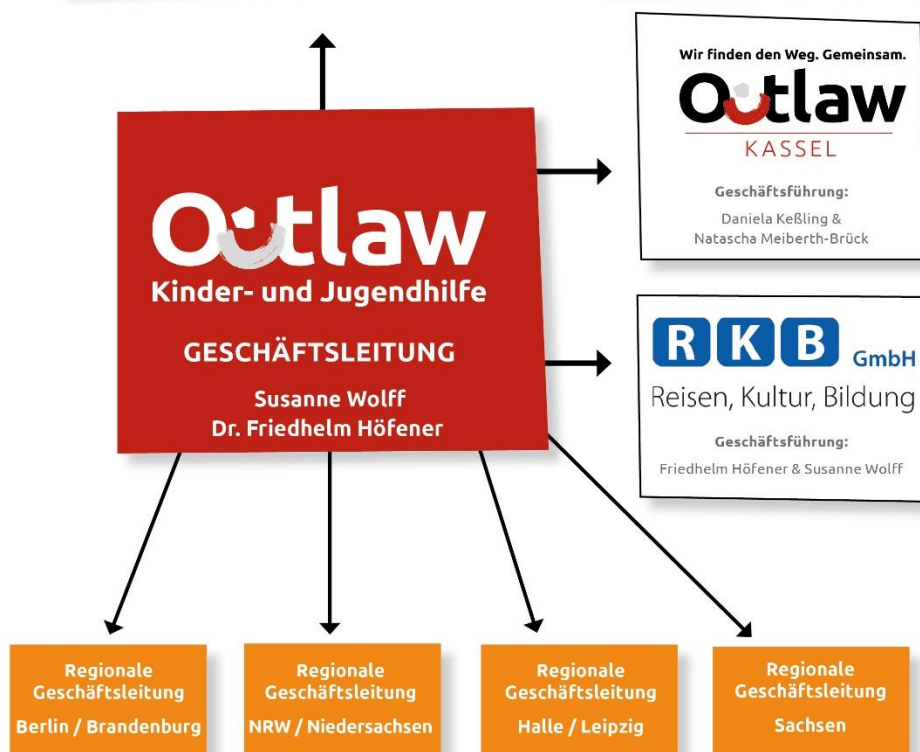 Wir finden den Weg. Gemeinsam.
Outlaw
KASSEL
Geschäftsführung:
Daniela Keßling &
Natascha Meiberth-Brück
Outlaw
Kinder- und Jugendhilfe
GESCHÄFTSLEITUNG
Susanne Wolff
Dr. Friedhelm Höfener
RKB GmbH
Reisen, Kultur, Bildung
Geschäftsführung:
Friedhelm Höfener & Susanne Wolff
Regionale
Geschäftsleitung
Berlin / Brandenburg
Regionale
Geschäftsleitung
NRW / Niedersachsen
Regionale
Geschäftsleitung
Halle / Leipzig
Regionale
Geschäftsleitung
Sachsen